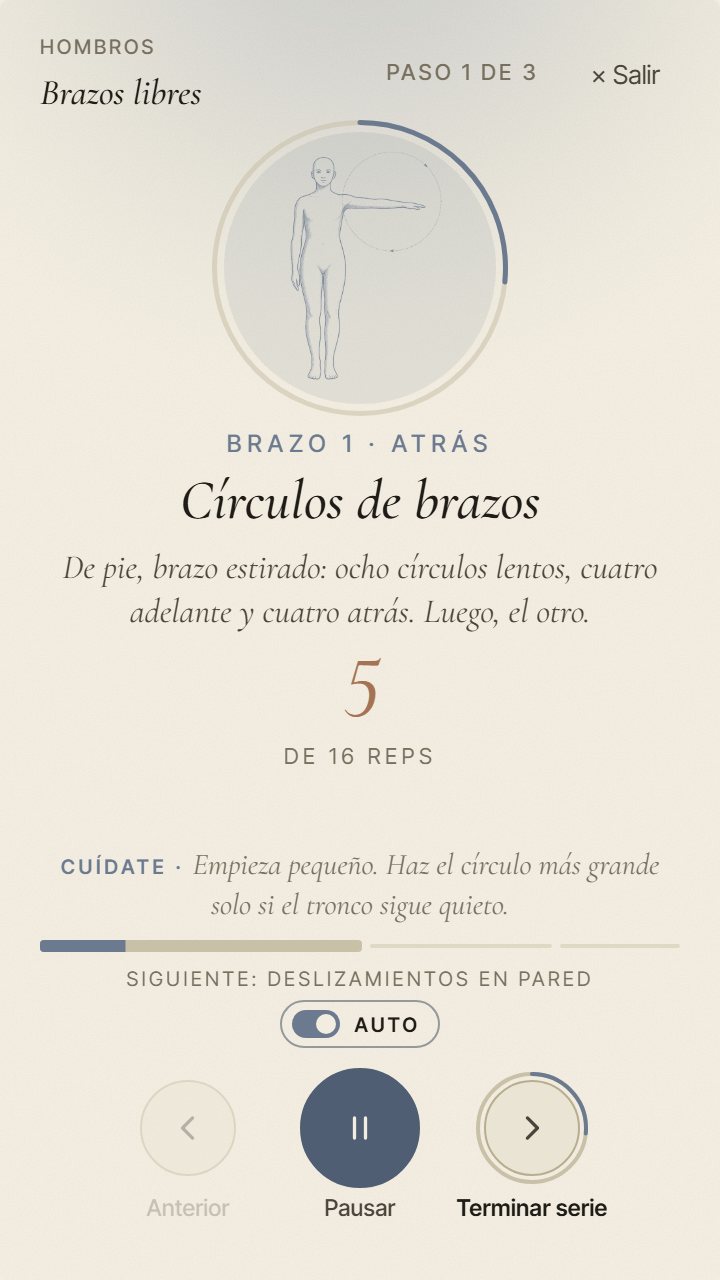 HOMBROS
Brazos libres
PASO 1 DE 3
× Salir
BRAZO 1 · ATRÁS
Círculos de brazos
De pie, brazo estirado: ocho círculos lentos, cuatro
adelante y cuatro atrás. Luego, el otro.
5
DE 16 REPS
CUÍDATE · Empieza pequeño. Haz el círculo más grande
solo si el tronco sigue quieto.
SIGUIENTE: DESLIZAMIENTOS EN PARED
AUTO
Anterior
Pausar
Terminar serie